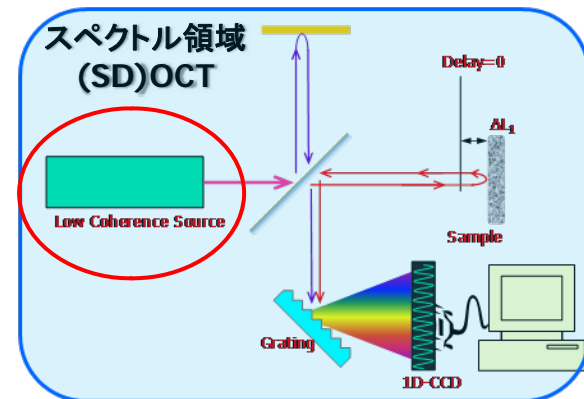 スペクトル領域
(SD)OCT
Delay=0
ΔL₁
Low Coherence Source
Sample
Grating
1D-CCD